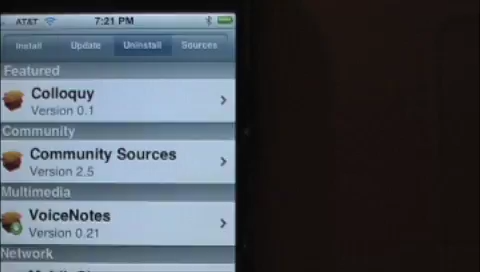 AT&T 7:21 PM
Install Update Uninstall Sources
Featured
Colloquy
Version 0.1
Community
Community Sources
Version 2.5
Multimedia
VoiceNotes
Version 0.21
Network